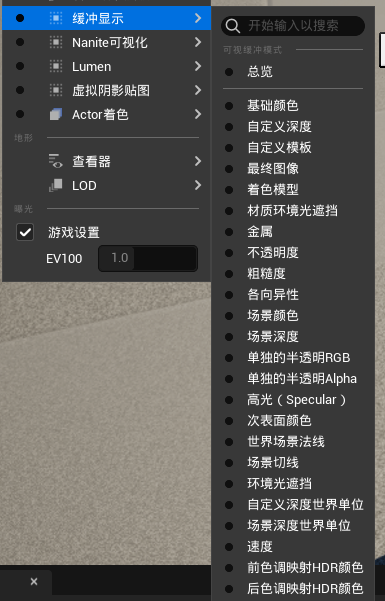 缓冲显示
Nanite可视化
Lumen
虚拟阴影贴图
Actor着色
地形
查看器
LOD
曝光
游戏设置
EV100
1.0
开始输入以搜索
可视缓冲模式
总览
基础颜色
自定义深度
自定义模板
最终图像
着色模型
材质环境光遮挡
金属
不透明度
粗糙度
各向异性
场景颜色
场景深度
单独的半透明RGB
单独的半透明Alpha
高光（Specular）
次表面颜色
世界场景法线
场景切线
环境光遮挡
自定义深度世界单位
场景深度世界单位
速度
前色调映射HDR颜色
后色调映射HDR颜色